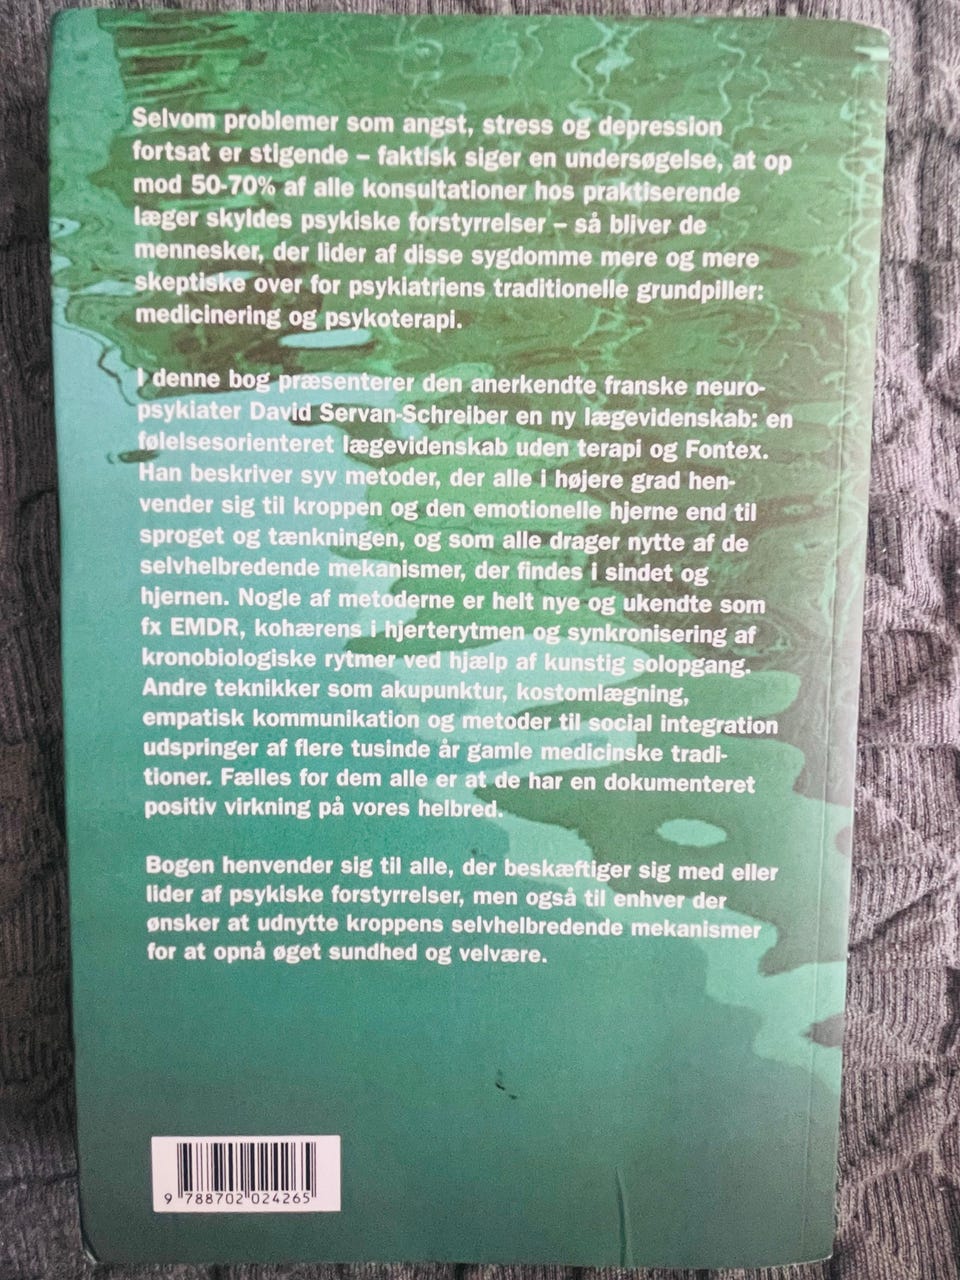 Selvom problemer som angst, stress og depression
fortsat er stigende – faktisk siger en undersøgelse, at op
mod 50-70% af alle konsultationer hos praktiserende
læger skyldes psykiske forstyrrelser – så bliver de
mennesker, der lider af disse sygdomme mere og mere
skeptiske over for psykiatriens traditionelle grundpiller:
medicinering og psykoterapi.
I denne bog præsenterer den anerkendte franske neuro-
psykiater David Servan-Schreiber en ny lægevidenskab: en
følelsesorienteret lægevidenskab uden terapi og Fontex.
Han beskriver syv metoder, der alle i højere grad hen-
vender sig til kroppen og den emotionelle hjerne end til
sproget og tænkningen, og som alle drager nytte af de
selvhelbredende mekanismer, der findes i sindet og
hjernen. Nogle af metoderne er helt nye og ukendte som
fx EMDR, kohærens i hjerterytmen og synkronisering af
kronobiologiske rytmer ved hjælp af kunstig solopgang.
Andre teknikker som akupunktur, kostomlægning,
empatisk kommunikation og metoder til social integration
udspringer af flere tusinde år gamle medicinske tradi-
tioner. Fælles for dem alle er at de har en dokumenteret
positiv virkning på vores helbred.
Bogen henvender sig til alle, der beskæftiger sig med eller
lider af psykiske forstyrrelser, men også til enhver der
ønsker at udnytte kroppens selvhelbredende mekanismer
for at opnå øget sundhed og velvære.
9 788702 024265